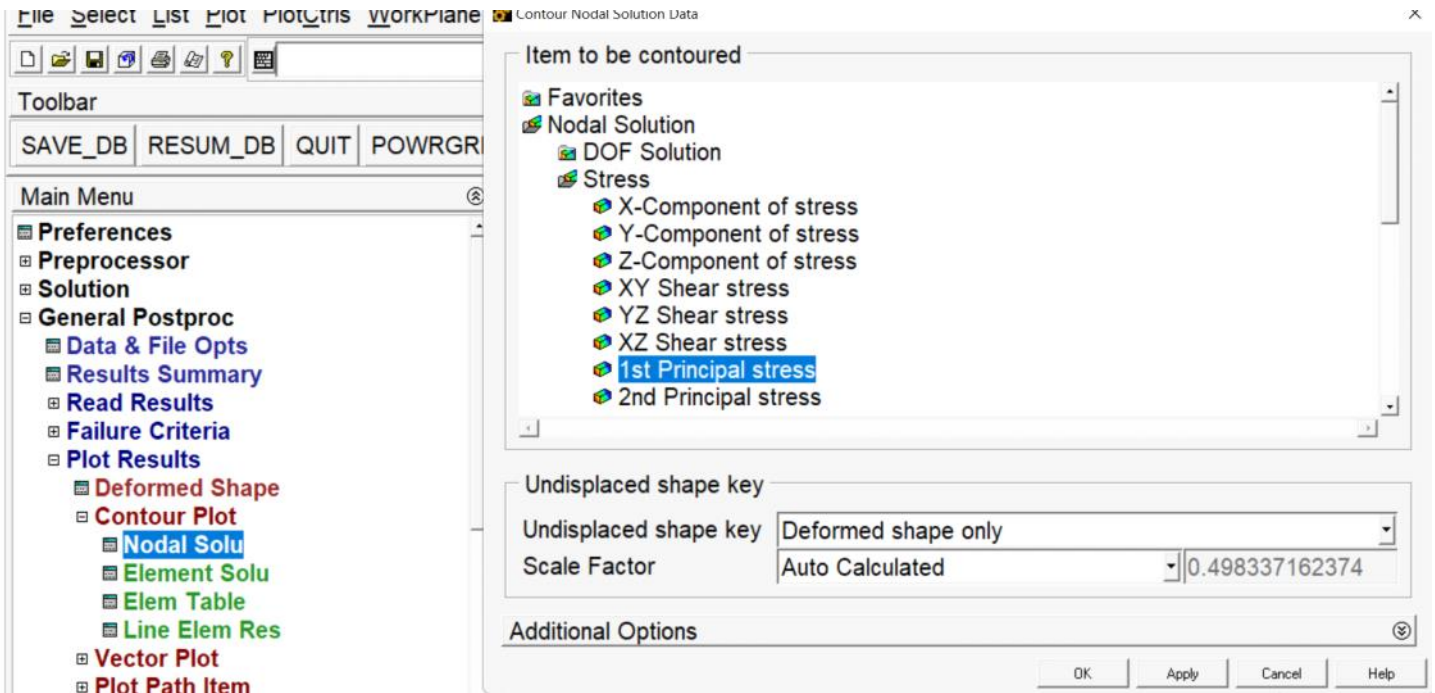 File Select List Plot PlotCtrls WorkPlane
Toolbar
SAVE_DB RESUM_DB QUIT POWRGRI
Main Menu
Preferences
Preprocessor
Solution
General Postproc
Data & File Opts
Results Summary
Read Results
Failure Criteria
Plot Results
Deformed Shape
Contour Plot
Nodal Solu
Element Solu
Elem Table
Line Elem Res
Vector Plot
Plot Path Item
Contour Nodal Solution Data
Item to be contoured
Favorites
Nodal Solution
DOF Solution
Stress
X-Component of stress
Y-Component of stress
Z-Component of stress
XY Shear stress
YZ Shear stress
XZ Shear stress
1st Principal stress
2nd Principal stress
Undisplaced shape key
Undisplaced shape key Deformed shape only
Scale Factor Auto Calculated 0.498337162374
Additional Options
OK Apply Cancel Help